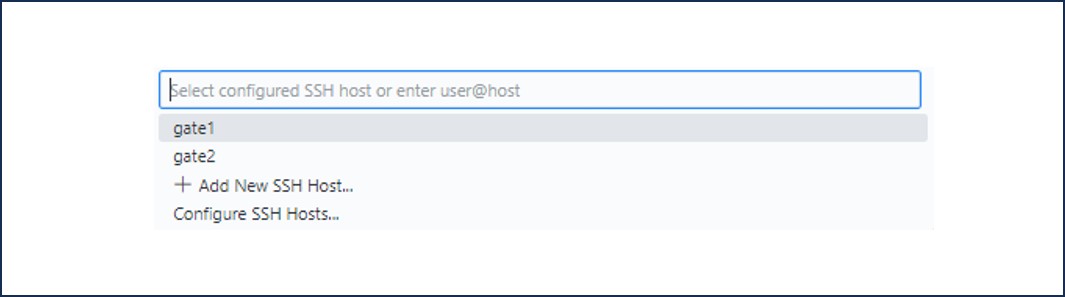 Select configured SSH host or enter user@host
gate1
gate2
+ Add New SSH Host...
Configure SSH Hosts...